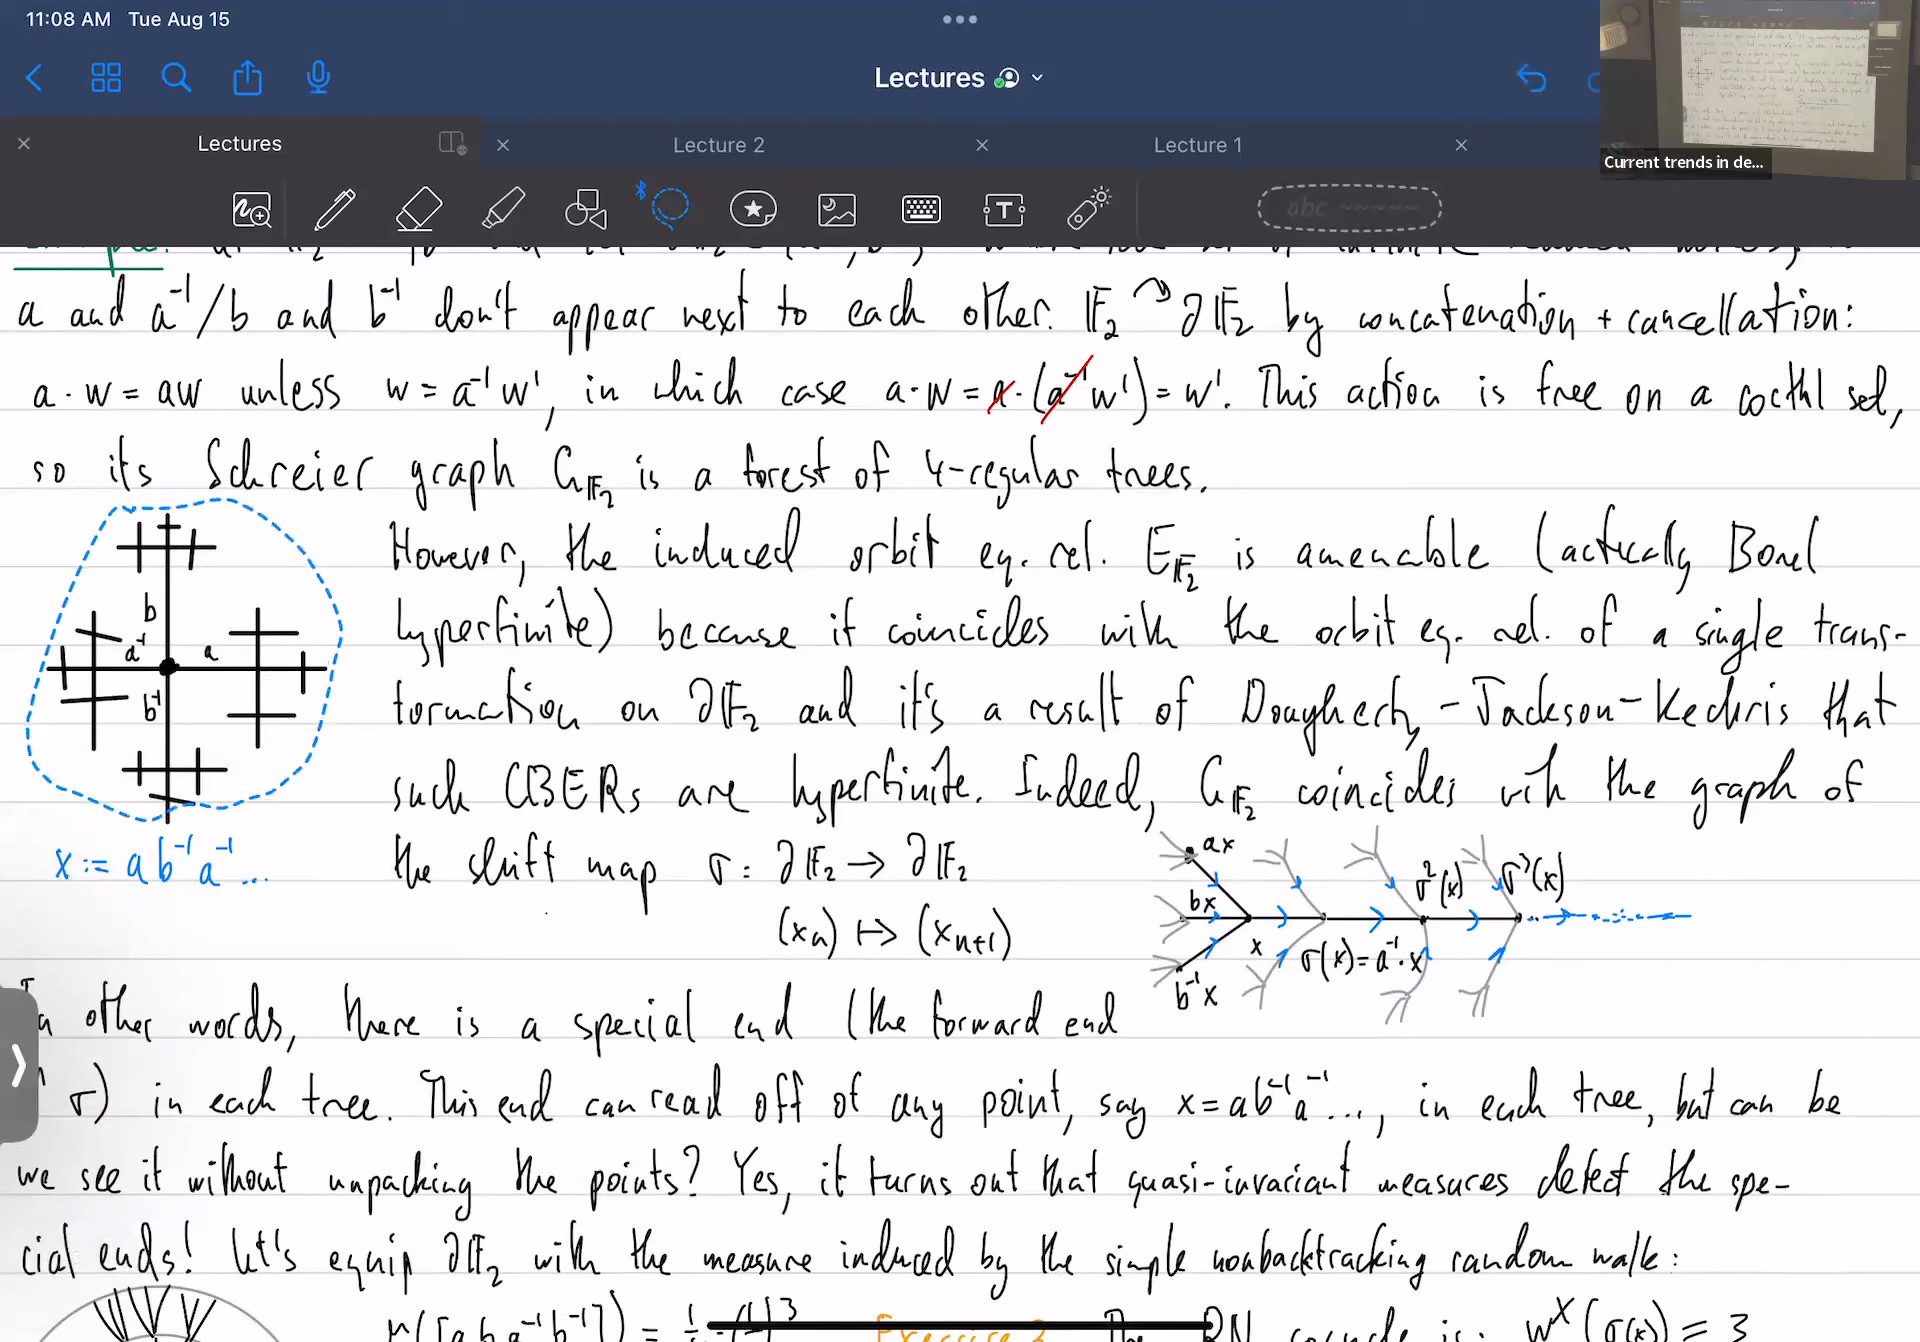 11:08 AM Tue Aug 15
Lectures
Current trends in de...
Lectures
Lecture 2
Lecture 1
abc
a and a⁻¹/b and b⁻¹ don't appear next to each other. 𝔽₂ ↷ ∂𝔽₂ by concatenation + cancellation:
a · w = aw unless w = a⁻¹w', in which case a·w = a·(a⁻¹w') = w'. This action is free on a coctbl set,
so its Schreier graph G_𝔽₂ is a forest of 4-regular trees.
However, the induced orbit eq. rel. E_𝔽₂ is amenable (actually Borel
hyperfinite) because it coincides with the orbit eq. rel. of a single trans-
formation on ∂𝔽₂ and it's a result of Dougherty-Jackson-Kechris that
such CBERs are hyperfinite. Indeed, G_𝔽₂ coincides with the graph of
the shift map σ: ∂𝔽₂ → ∂𝔽₂
(xₙ) ↦ (xₙ₊₁)
b
a⁻¹ a
b⁻¹
x := ab⁻¹a⁻¹...
ax
bx
b⁻¹x
x
σ(x) = a⁻¹·x
σ²(x)
σ³(x)
In other words, there is a special end (the forward end
σ) in each tree. This end can read off of any point, say x = ab⁻¹a⁻¹..., in each tree, but can be
we see it without unpacking the points? Yes, it turns out that quasi-invariant measures detect the spe-
cial ends! Let's equip ∂𝔽₂ with the measure induced by the simple nonbacktracking random walk: